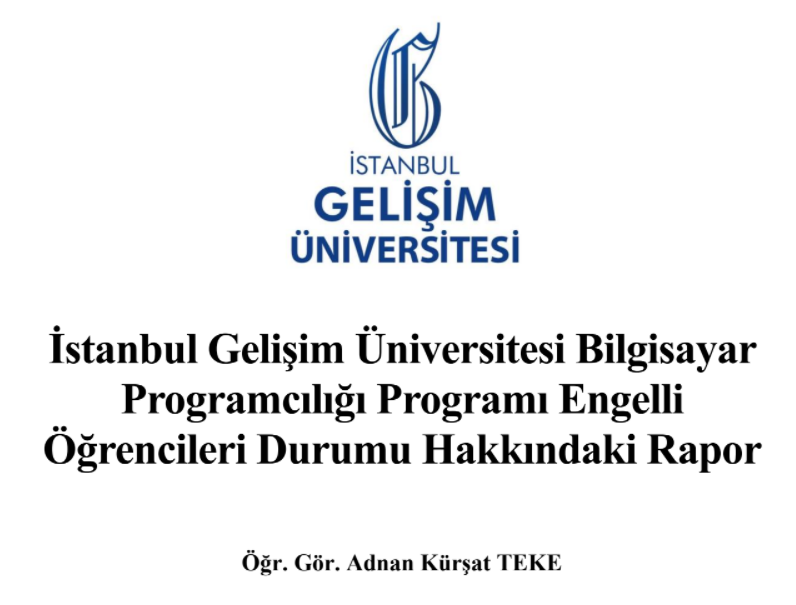 İSTANBUL
GELİŞİM
ÜNİVERSİTESİ
İstanbul Gelişim Üniversitesi Bilgisayar
Programcılığı Programı Engelli
Öğrencileri Durumu Hakkındaki Rapor
Öğr. Gör. Adnan Kürşat TEKE